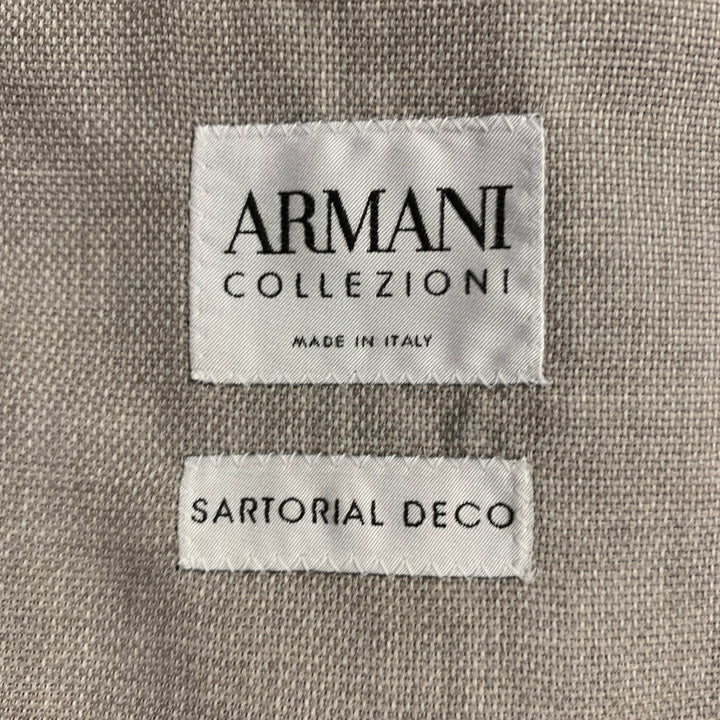 ARMANI
COLLEZIONI
MADE IN ITALY
SARTORIAL DECO